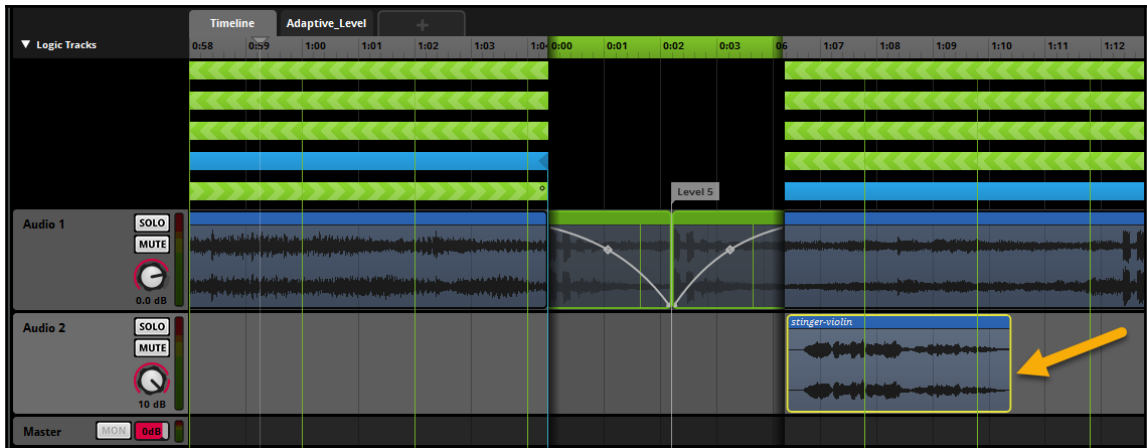 Timeline Adaptive_Level +
▼ Logic Tracks
0:58 0:59 1:00 1:01 1:02 1:03 1:0 0:00 0:01 0:02 0:03 06 1:07 1:08 1:09 1:10 1:11 1:12
Level 5
Audio 1 SOLO
MUTE
0.0 dB
Audio 2 SOLO
MUTE
10 dB
stinger-violin
Master MON 0dB